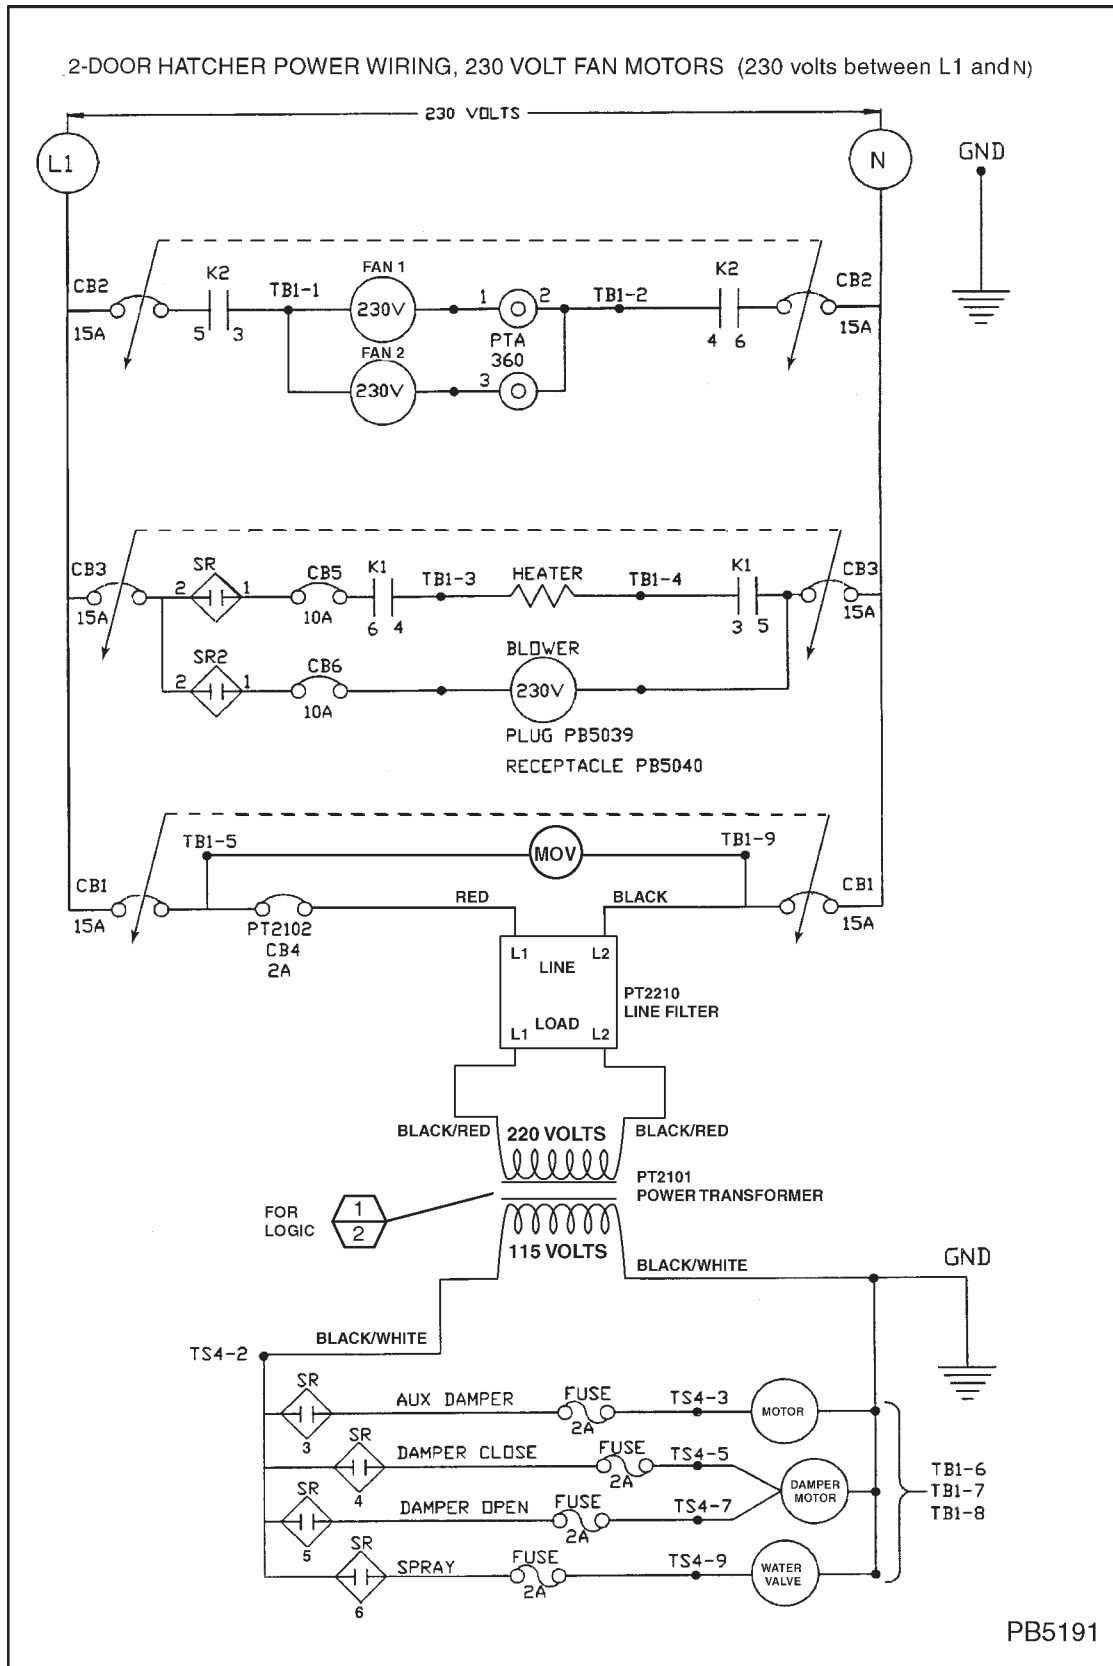 2-DOOR HATCHER POWER WIRING, 230 VOLT FAN MOTORS (230 volts between L1 and N)
230 VOLTS
L1
N
GND
CB2
15A
K2
5 3
TB1-1
FAN 1
230V
1 2
PTA
360
TB1-2
K2
4 6
CB2
15A
FAN 2
230V
3
CB3
15A
SR
2 1
CB5
10A
K1
6 4
TB1-3
HEATER
TB1-4
K1
3 5
CB3
15A
SR2
2 1
CB6
10A
BLOWER
230V
PLUG PB5039
RECEPTACLE PB5040
TB1-5
MOV
TB1-9
CB1
15A
PT2102
CB4
2A
RED
BLACK
CB1
15A
L1 L2
LINE
LOAD
L1 L2
PT2210
LINE FILTER
BLACK/RED
220 VOLTS
BLACK/RED
PT2101
POWER TRANSFORMER
FOR
LOGIC
1
2
115 VOLTS
BLACK/WHITE
GND
BLACK/WHITE
TS4-2
SR
3
AUX DAMPER
FUSE
2A
TS4-3
MOTOR
SR
4
DAMPER CLOSE
FUSE
2A
TS4-5
DAMPER
MOTOR
SR
5
DAMPER OPEN
FUSE
2A
TS4-7
TB1-6
TB1-7
TB1-8
SR
6
SPRAY
FUSE
2A
TS4-9
WATER
VALVE
PB5191